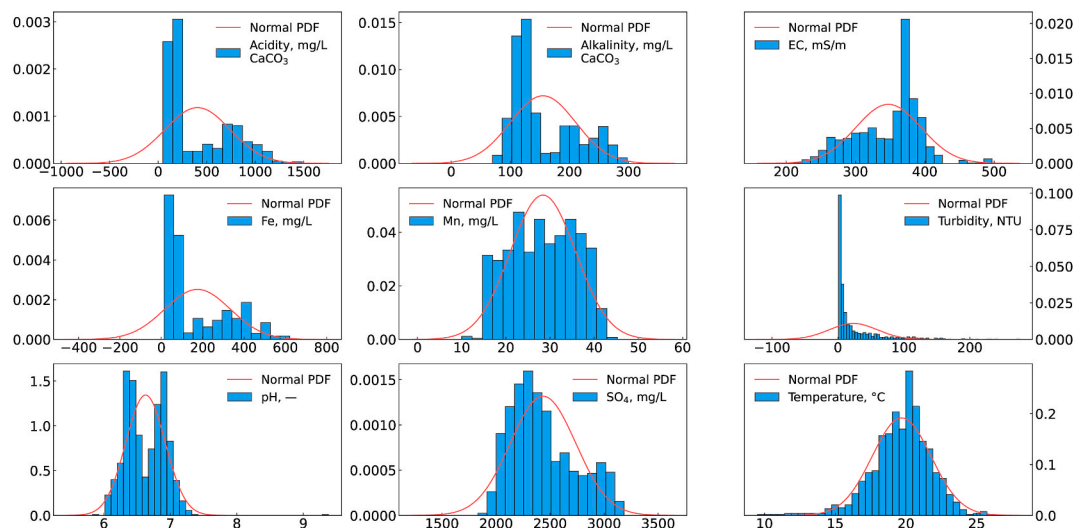 0.003
0.002
0.001
0.000
Normal PDF
Acidity, mg/L
CaCO₃
−1000 −500 0 500 1000 1500
0.015
0.010
0.005
0.000
Normal PDF
Alkalinity, mg/L
CaCO₃
0 100 200 300
Normal PDF
EC, mS/m
0.020
0.015
0.010
0.005
0.000
200 300 400 500
0.006
0.004
0.002
0.000
Normal PDF
Fe, mg/L
−400 −200 0 200 400 600 800
0.04
0.02
0.00
Normal PDF
Mn, mg/L
0 10 20 30 40 50 60
Normal PDF
Turbidity, NTU
0.100
0.075
0.050
0.025
0.000
−100 0 100 200
1.5
1.0
0.5
0.0
Normal PDF
pH, —
6 7 8 9
0.0015
0.0010
0.0005
0.0000
Normal PDF
SO₄, mg/L
1500 2000 2500 3000 3500
Normal PDF
Temperature, °C
0.2
0.1
0.0
10 15 20 25